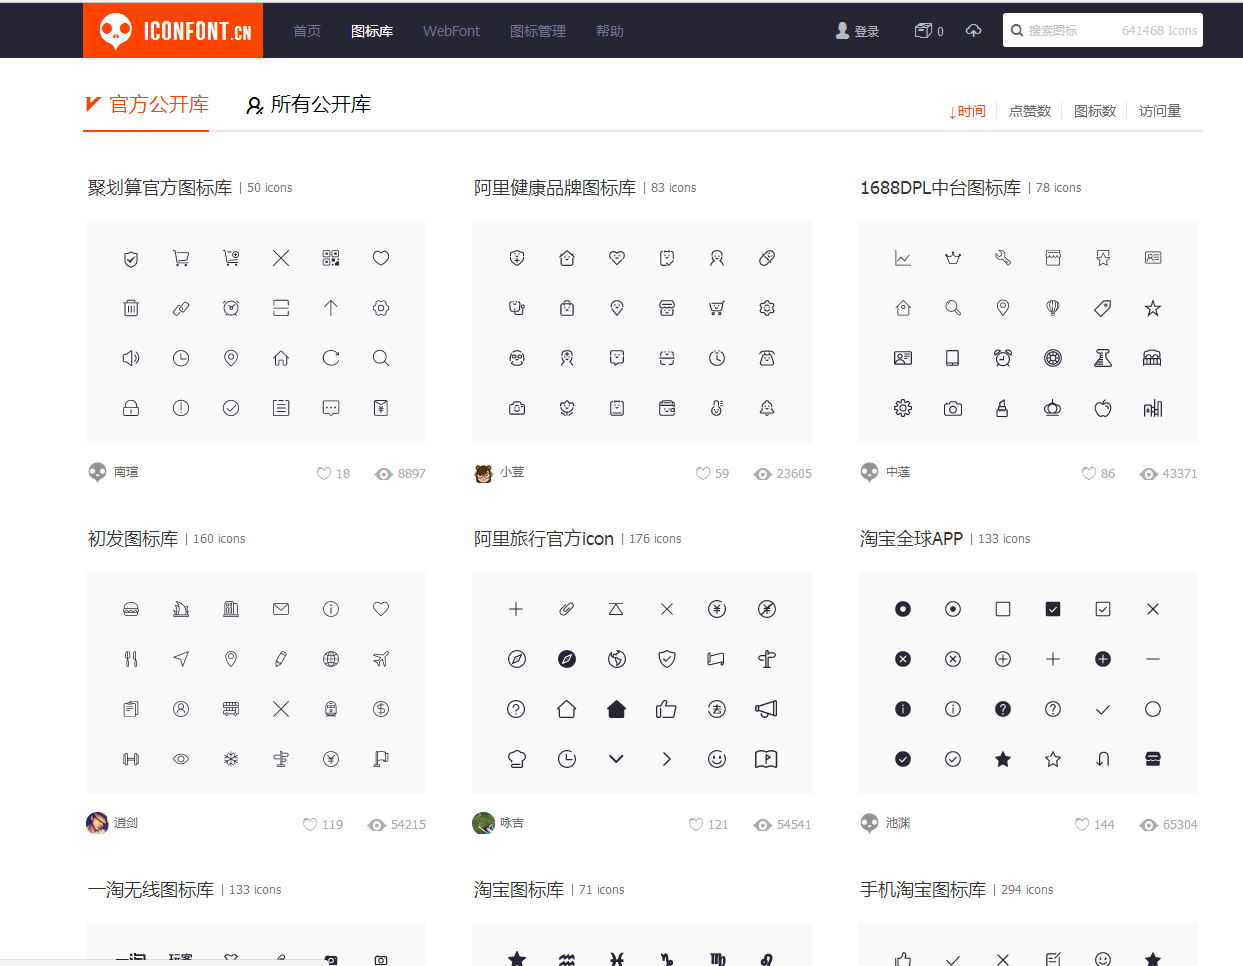 ICONFONT.CN 首页 图标库 WebFont 图标管理 帮助 登录 0 搜索图标 641468 Icons
官方公开库 所有公开库 ↓时间 点赞数 图标数 访问量
聚划算官方图标库 | 50 icons
阿里健康品牌图标库 | 83 icons
1688DPL中台图标库 | 78 icons
南瑄 18 8897
小荳 59 23605
中莲 86 43371
初发图标库 | 160 icons
阿里旅行官方icon | 176 icons
淘宝全球APP | 133 icons
去
逍剑 119 54215
咏吉 121 54541
池渊 144 65304
一淘无线图标库 | 133 icons
淘宝图标库 | 71 icons
手机淘宝图标库 | 294 icons